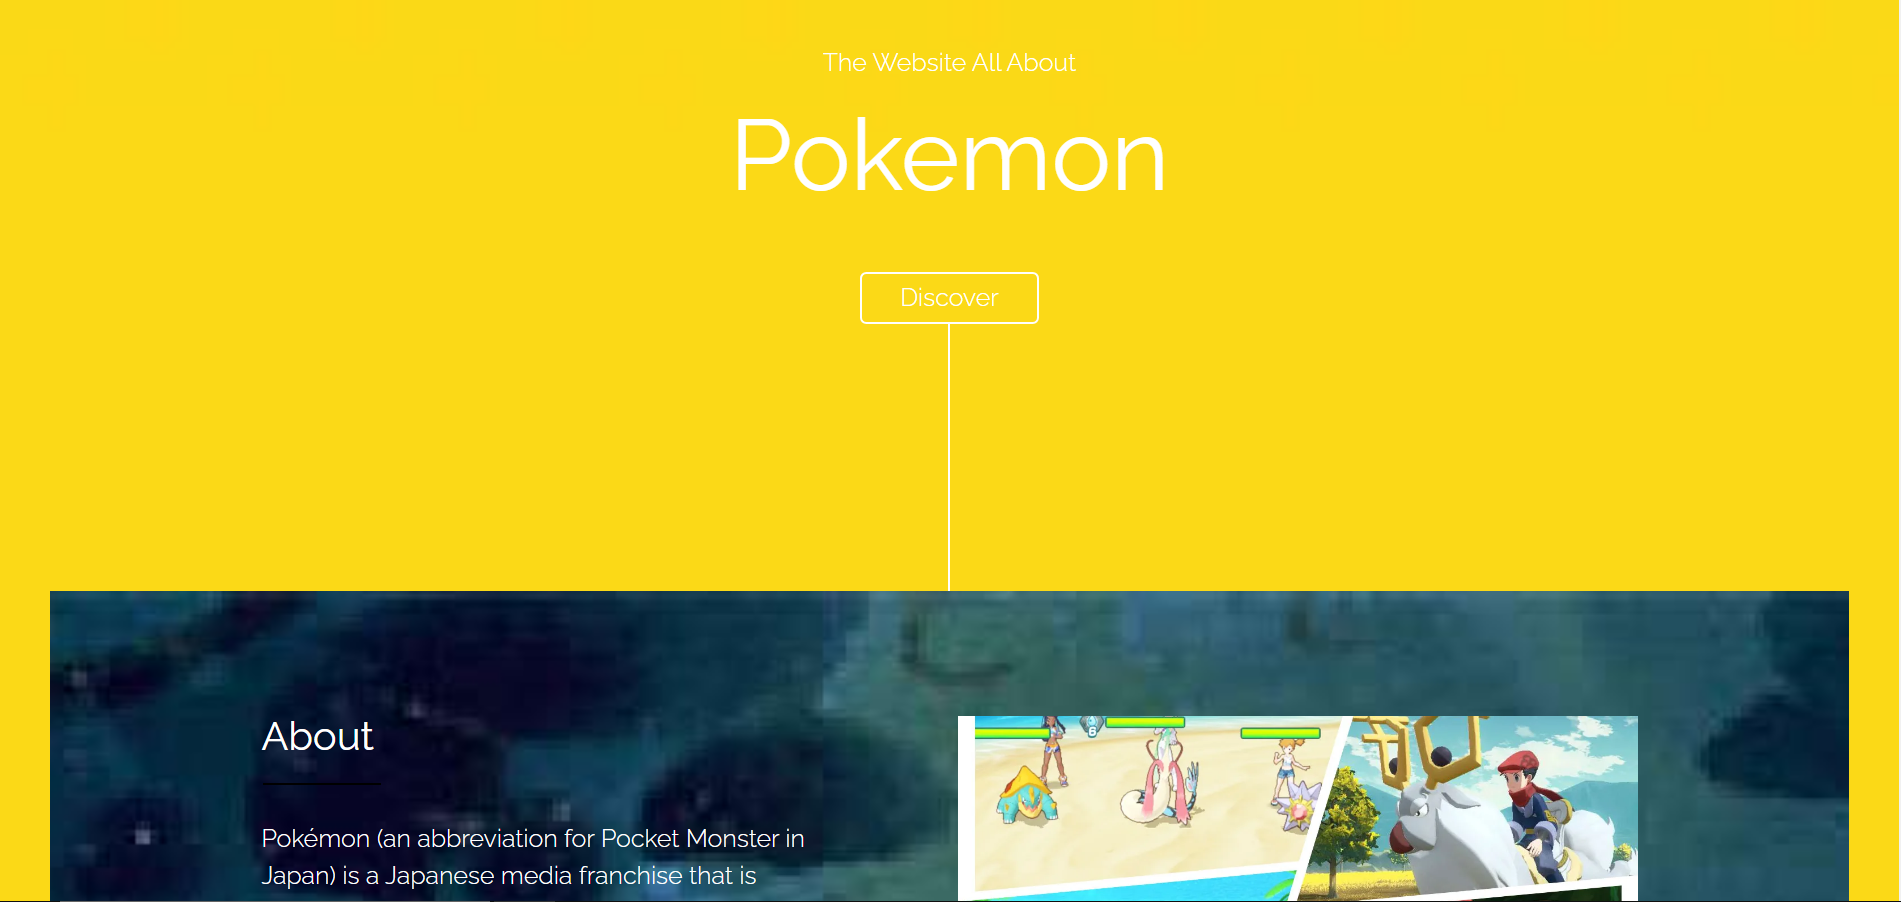 The Website All About
Pokemon
Discover
About
Pokémon (an abbreviation for Pocket Monster in
Japan) is a Japanese media franchise that is
6